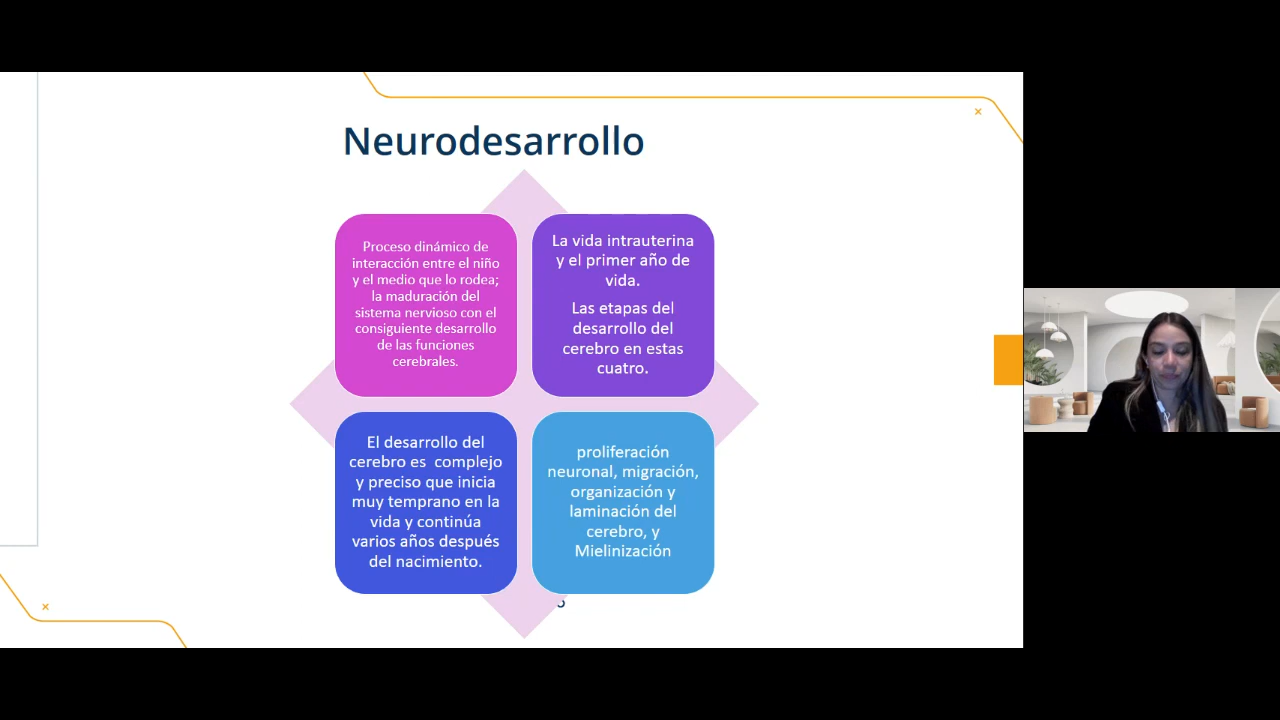 Neurodesarrollo
Proceso dinámico de
interacción entre el niño
y el medio que lo rodea;
la maduración del
sistema nervioso con el
consiguiente desarrollo
de las funciones
cerebrales.
La vida intrauterina
y el primer año de
vida.
Las etapas del
desarrollo del
cerebro en estas
cuatro.
El desarrollo del
cerebro es complejo
y preciso que inicia
muy temprano en la
vida y continúa
varios años después
del nacimiento.
proliferación
neuronal, migración,
organización y
laminación del
cerebro, y
Mielinización